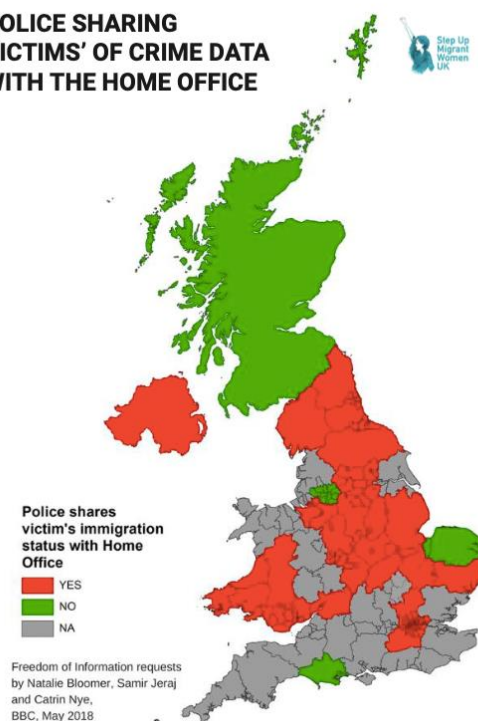 OLICE SHARING
ICTIMS' OF CRIME DATA
WITH THE HOME OFFICE
Step Up
Migrant
Women
UK
Police shares
victim's immigration
status with Home
Office
YES
NO
NA
Freedom of Information requests
by Natalie Bloomer, Samir Jeraj
and Catrin Nye,
BBC, May 2018